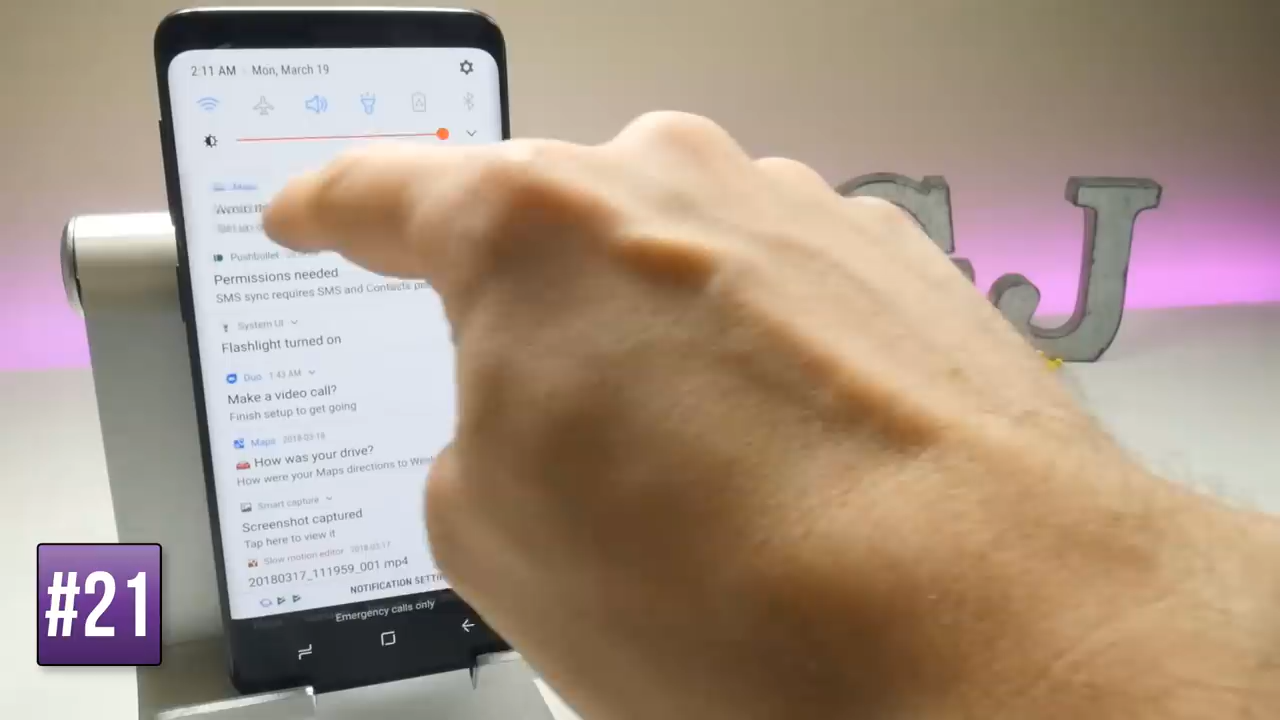 2:11 AM Mon, March 19
Maps
Avoid
Pushbullet
Permissions needed
SMS sync requires SMS and Contacts
System UI
Flashlight turned on
Duo 1:43 AM
Make a video call?
Finish setup to get going
Maps 2018-03-18
How was your drive?
How were your Maps directions to
Smart capture
Screenshot captured
Tap here to view it
Slow motion editor 2018-03-17
20180317_111959_001 mp4
NOTIFICATION
Emergency calls only
#21
J